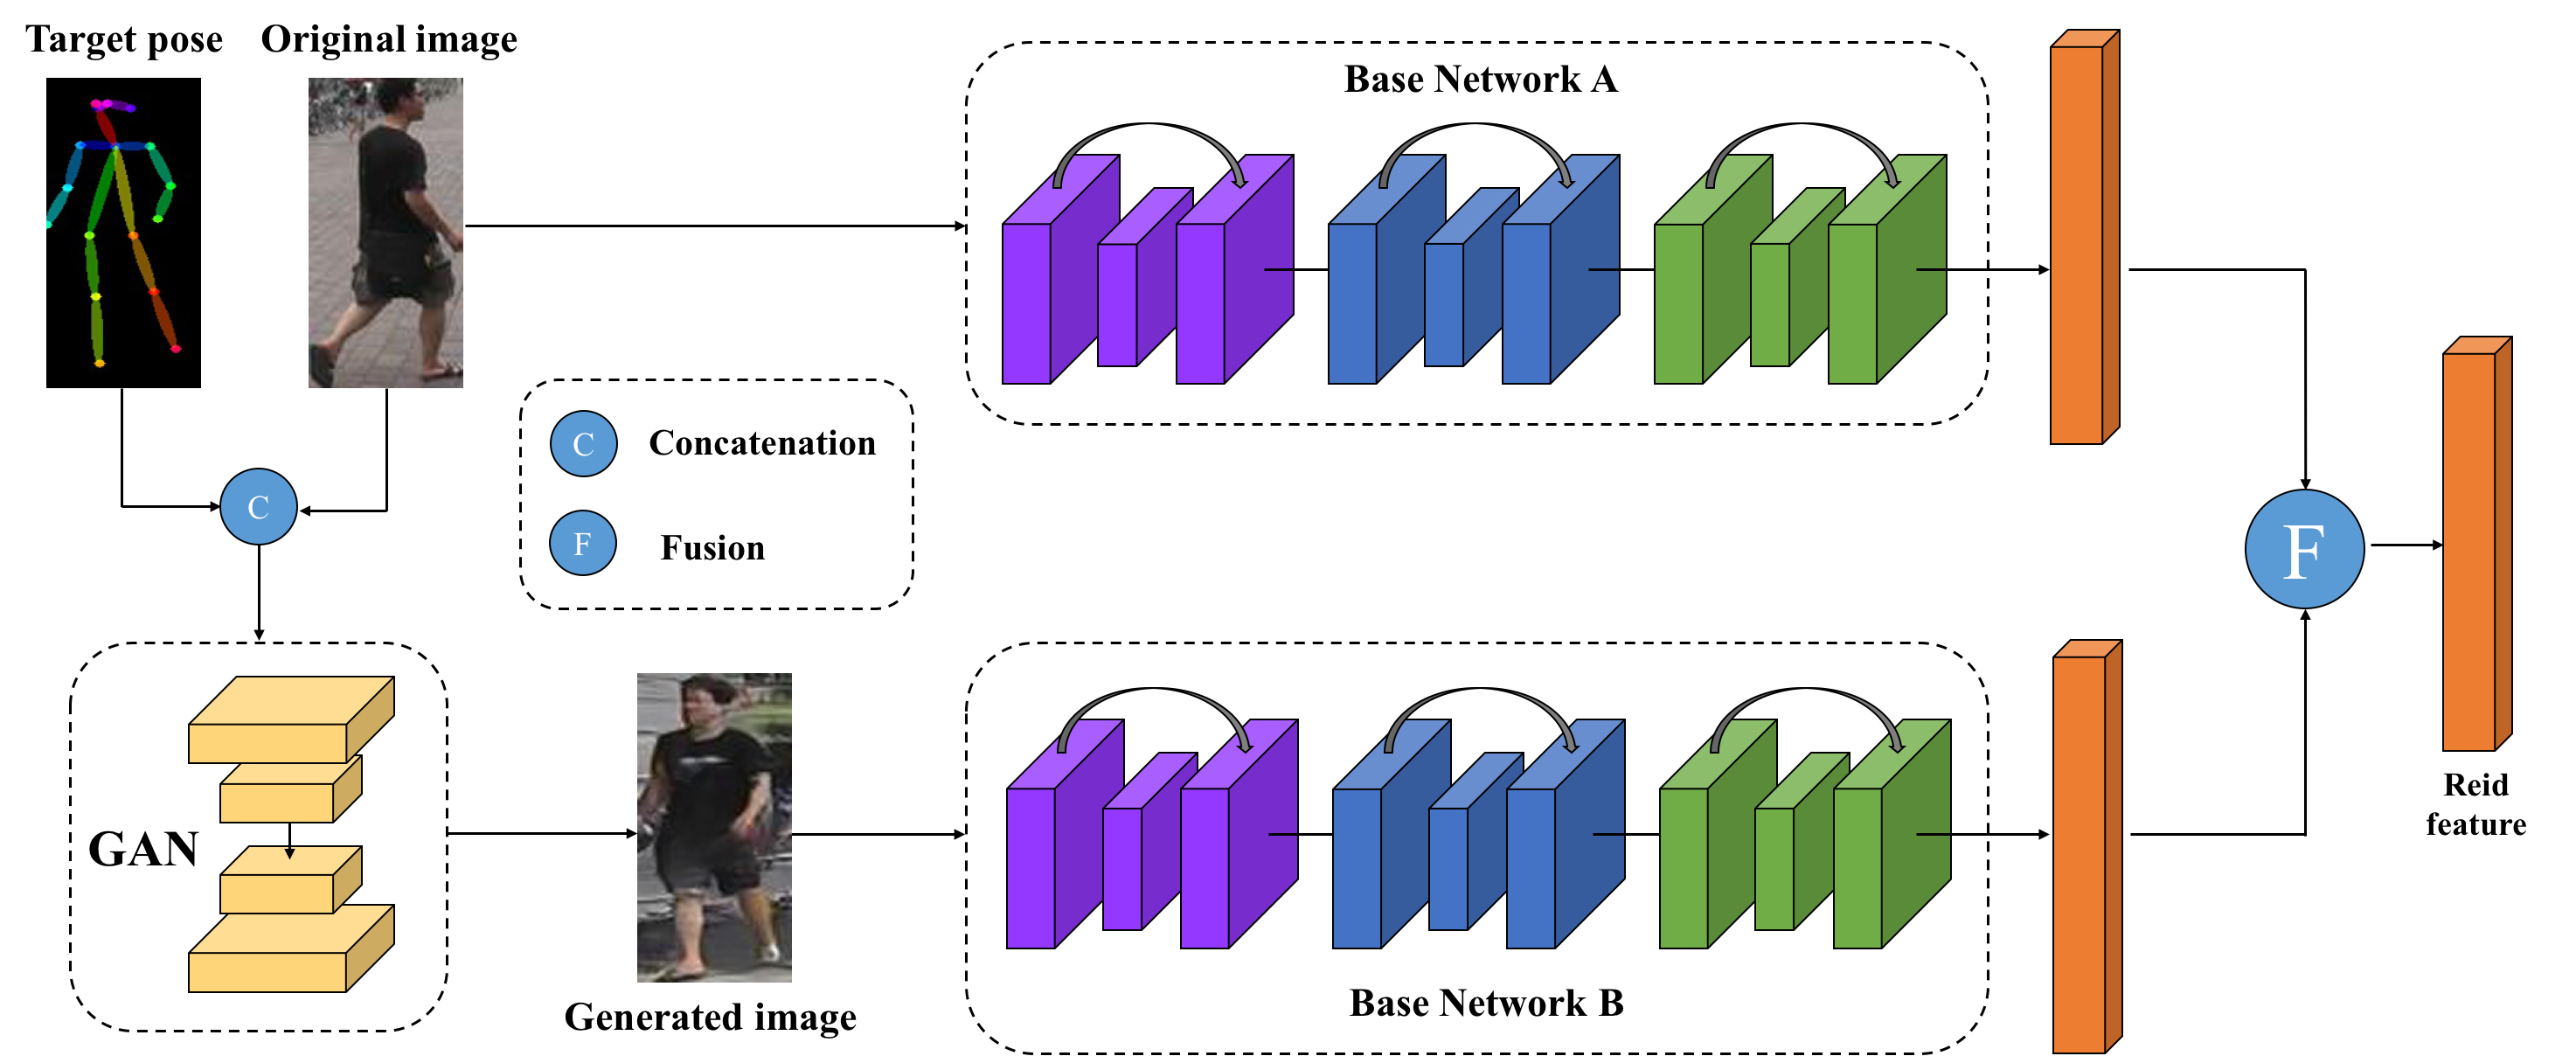 Target pose
Original image
Base Network A
C
Concatenation
F
Fusion
C
F
GAN
Generated image
Base Network B
Reid
feature